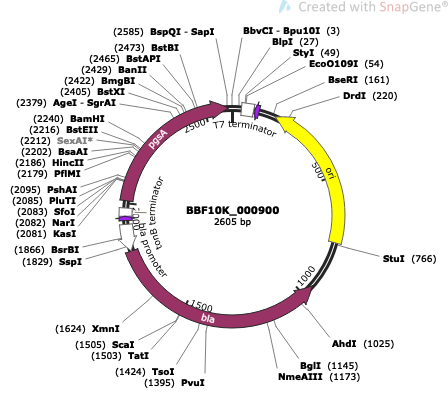 Created with SnapGene®
(2585) BspQI - SapI
(2473) BstBI
(2465) BstAPI
(2429) BanII
(2422) BmgBI
(2405) BstXI
(2379) AgeI - SgrAI
(2240) BamHI
(2216) BstEII
(2212) SexAI*
(2202) BsaAI
(2186) HincII
(2179) PflMI
(2095) PshAI
(2085) PluTI
(2083) SfoI
(2082) NarI
(2081) KasI
(1866) BsrBI
(1829) SspI
(1624) XmnI
(1505) ScaI
(1503) TatI
(1424) TsoI
(1395) PvuI
BbvCI - Bpu10I (3)
BlpI (27)
StyI (49)
EcoO109I (54)
BseRI (161)
DrdI (220)
StuI (766)
AhdI (1025)
BglI (1145)
NmeAIII (1173)
T7 terminator
ori
bla
bla promoter
tonB terminator
pgsA
500
1000
1500
2000
2500
BBF10K_000900
2605 bp